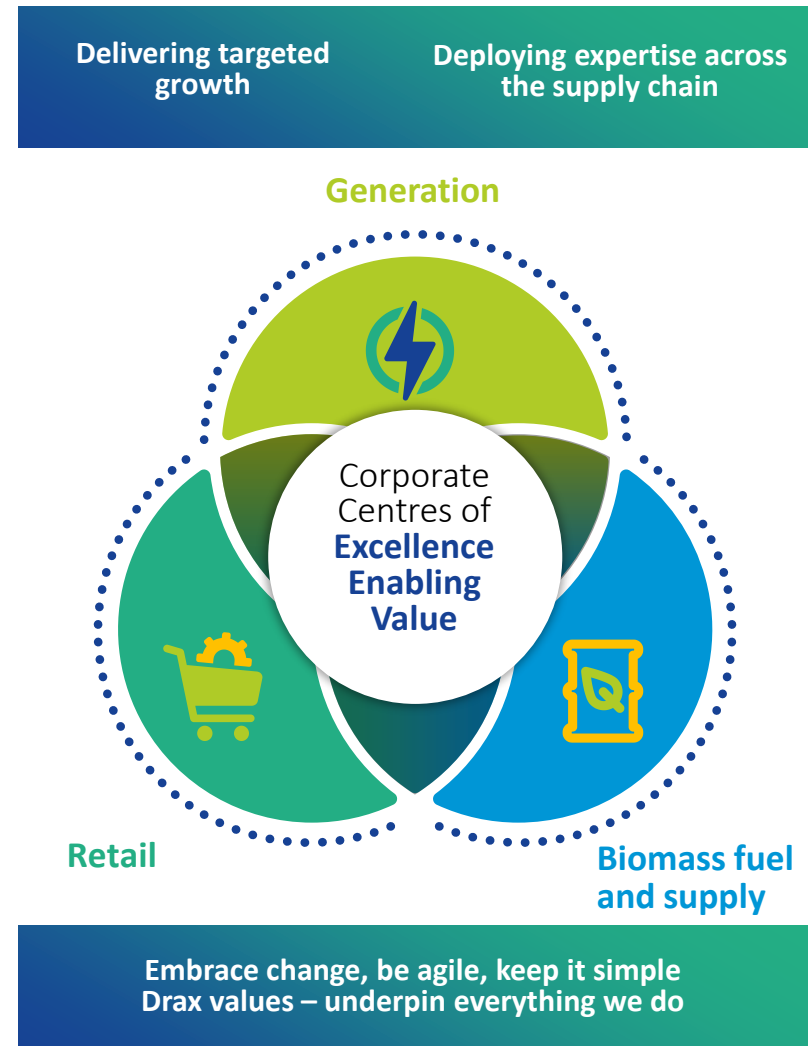 Delivering targeted
growth
Deploying expertise across
the supply chain
Generation
Corporate
Centres of
Excellence
Enabling
Value
Retail
Biomass fuel
and supply
Embrace change, be agile, keep it simple
Drax values – underpin everything we do